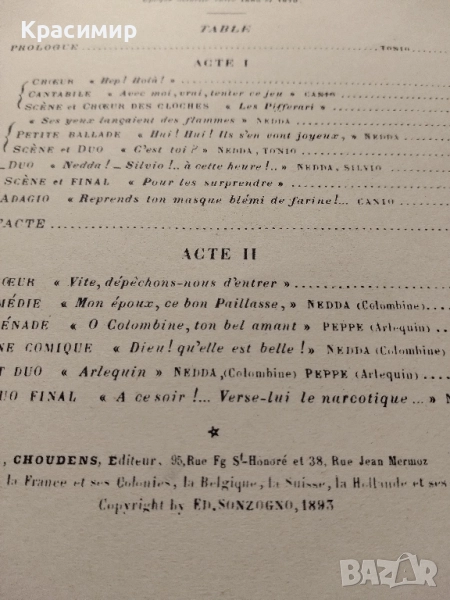 Красимир
TABLE
PROLOGUE TONIO
ACTE I
CHŒUR « Hop! Holà! »
CANTABILE « Avec moi, vrai, tenter ce jeu » CANIO
SCÈNE et CHŒUR DES CLOCHES « Les Pifferari »
« Ses yeux lançaient des flammes » NEDDA
PETITE BALLADE « Hui! Hui! Ils s'en vont joyeux, » NEDDA
SCÈNE et DUO « C'est toi? » NEDDA, TONIO
DUO « Nedda! _ Silvio!.. à cette heure!.. » NEDDA, SILVIO
SCÈNE et FINAL « Pour les surprendre »
ADAGIO « Reprends ton masque blémi de farine!... CANIO
ACTE
ACTE II
ŒUR « Vite, dépêchons-nous d'entrer »
MÉDIE « Mon époux, ce bon Paillasse, » NEDDA (Colombine)
ÉNADE « O Colombine, ton bel amant » PEPPE (Arlequin)
NE COMIQUE « Dieu! qu'elle est belle! » NEDDA (Colombine)
T DUO « Arlequin » NEDDA, (Colombine) PEPPE (Arlequin)
UO FINAL « A ce soir!... Verse-lui le narcotique... » N
, CHOUDENS, Editeur, 95, Rue Fg St-Honoré et 38, Rue Jean Mermoz
la France et ses Colonies, la Belgique, la Suisse, la Hollande et ses
Copyright by ED. SONZOGNO, 1893
bazar